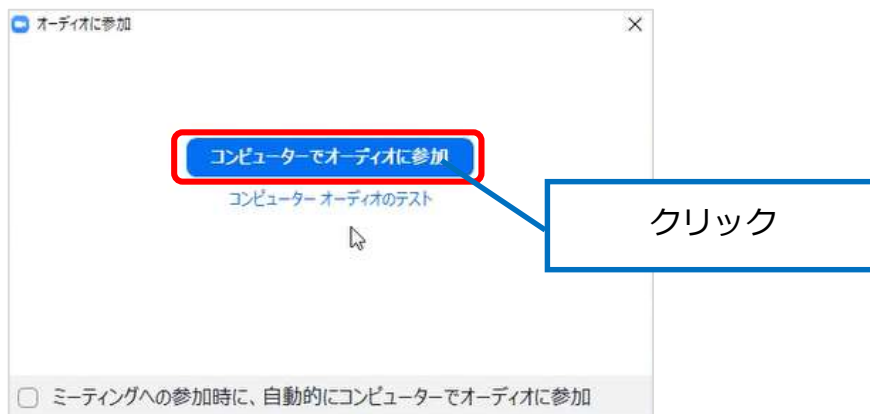 オーディオに参加
コンピューターでオーディオに参加
コンピューター オーディオのテスト
クリック
ミーティングへの参加時に、自動的にコンピューターでオーディオに参加